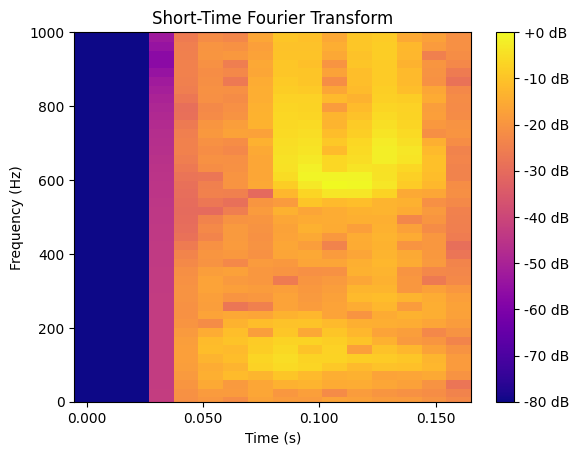 Short-Time Fourier Transform
Frequency (Hz)
1000
800
600
400
200
0
0.000
0.050
0.100
0.150
Time (s)
+0 dB
-10 dB
-20 dB
-30 dB
-40 dB
-50 dB
-60 dB
-70 dB
-80 dB